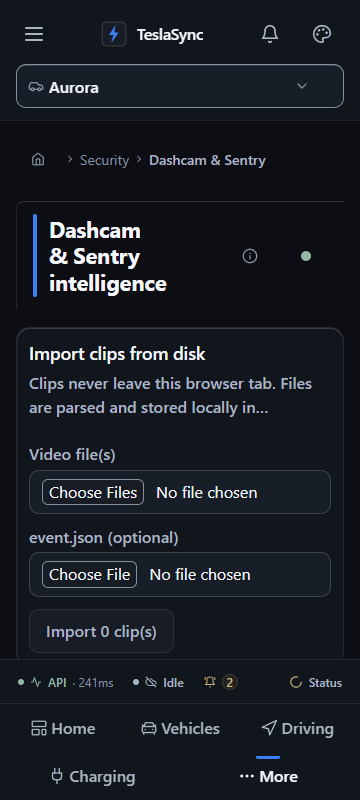 TeslaSync
Aurora
Security > Dashcam & Sentry
Dashcam
& Sentry
intelligence
Import clips from disk
Clips never leave this browser tab. Files
are parsed and stored locally in...
Video file(s)
Choose Files No file chosen
event.json (optional)
Choose File No file chosen
Import 0 clip(s)
API · 241ms Idle 2 Status
Home Vehicles Driving
Charging More